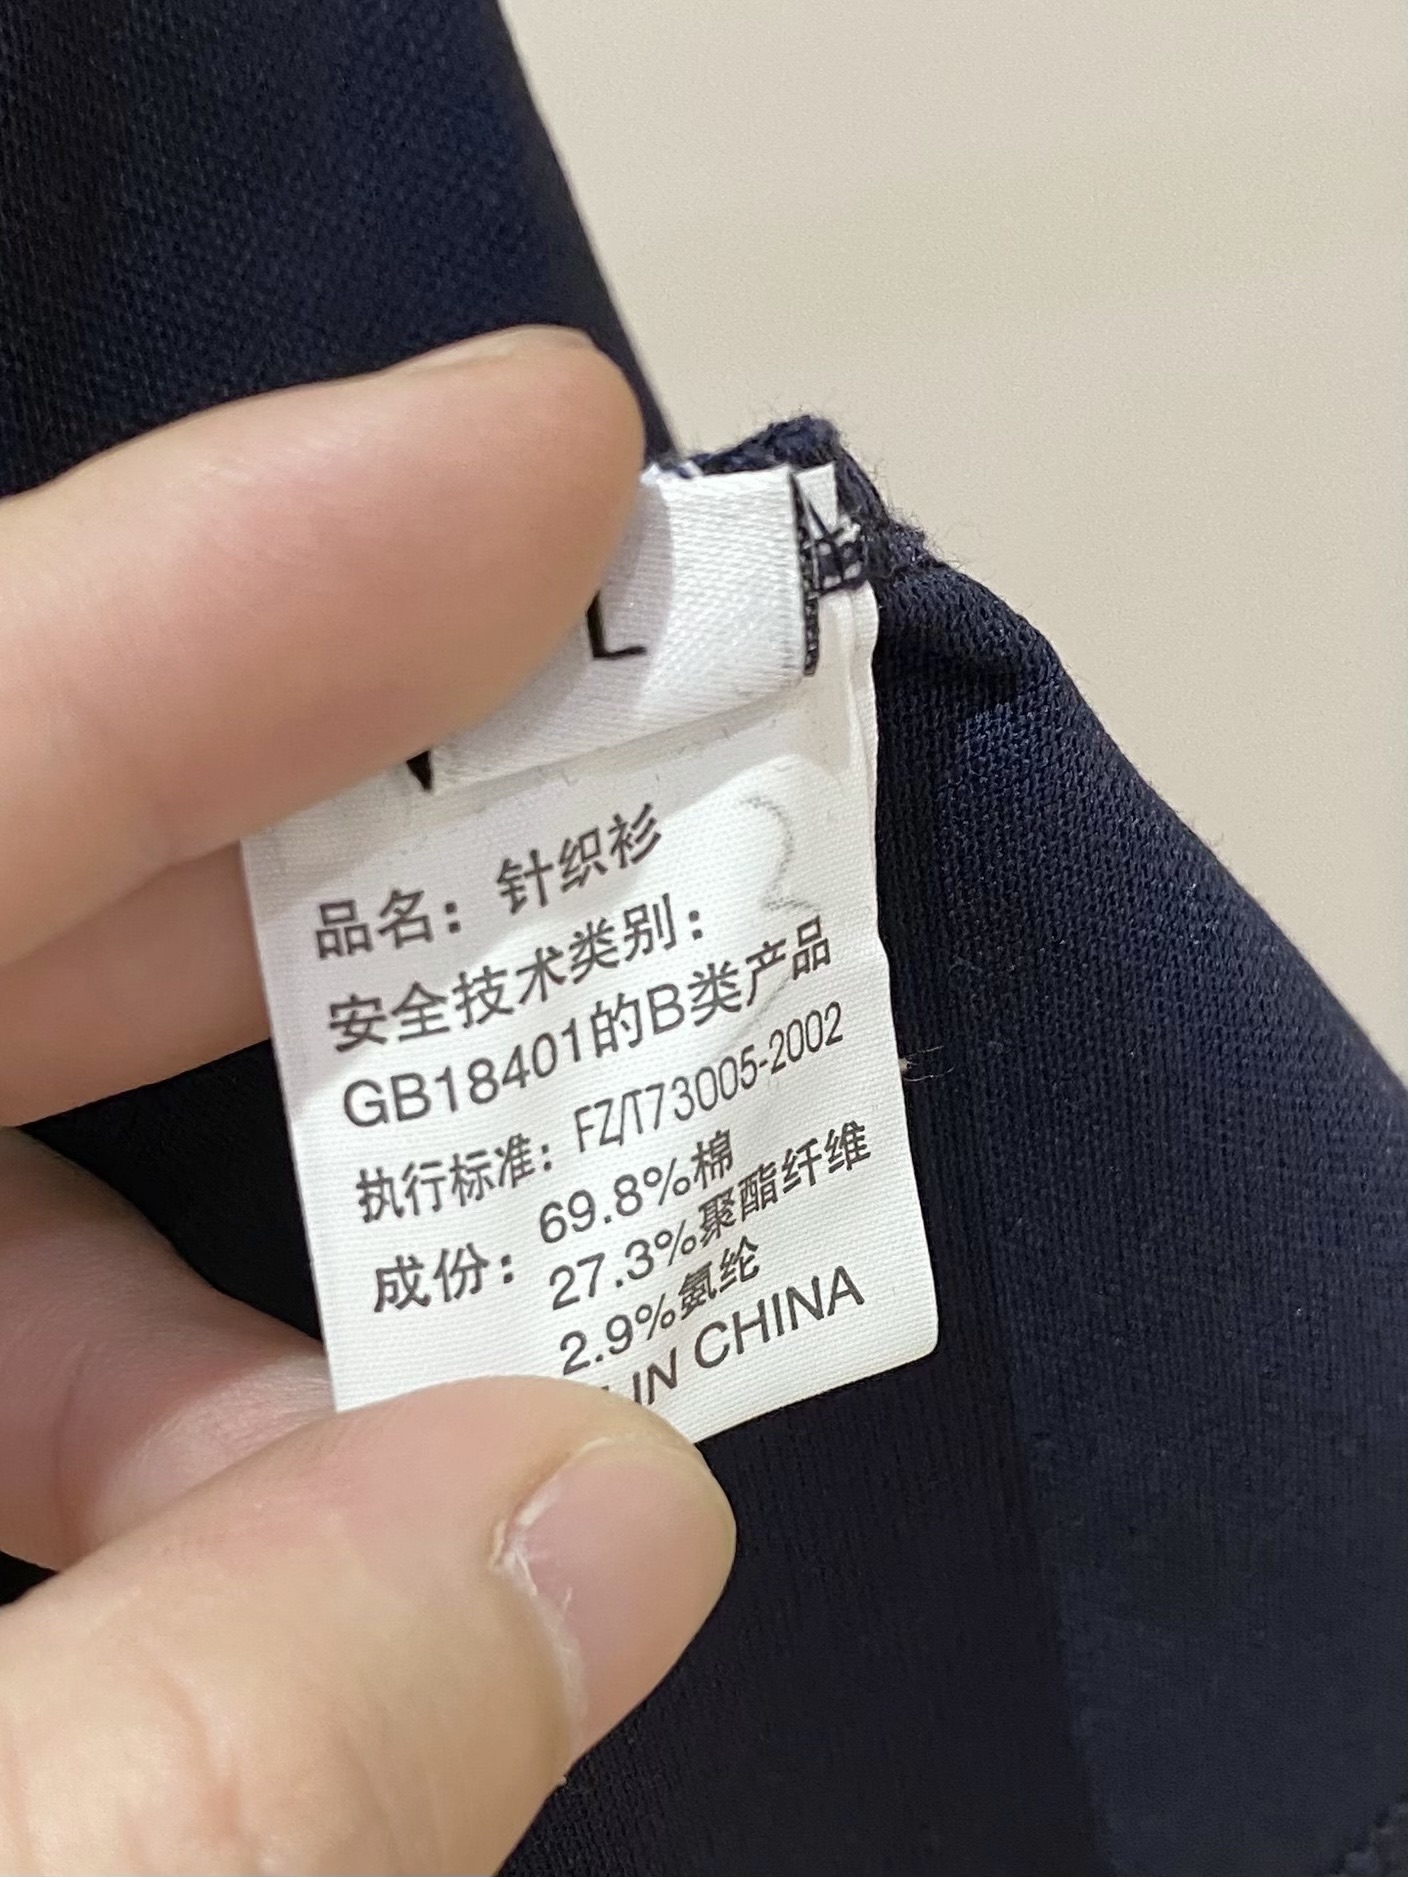 L
品名：针织衫
安全技术类别：
GB18401的B类产品
执行标准：FZ/T73005-2002
成份：69.8%棉
27.3%聚酯纤维
2.9%氨纶
IN CHINA